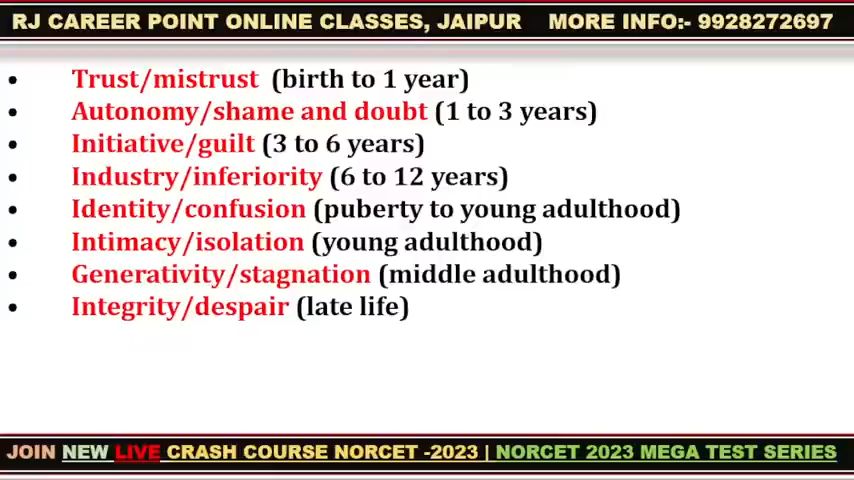 RJ CAREER POINT ONLINE CLASSES, JAIPUR MORE INFO:- 9928272697
• Trust/mistrust (birth to 1 year)
• Autonomy/shame and doubt (1 to 3 years)
• Initiative/guilt (3 to 6 years)
• Industry/inferiority (6 to 12 years)
• Identity/confusion (puberty to young adulthood)
• Intimacy/isolation (young adulthood)
• Generativity/stagnation (middle adulthood)
• Integrity/despair (late life)
JOIN NEW LIVE CRASH COURSE NORCET -2023 | NORCET 2023 MEGA TEST SERIES